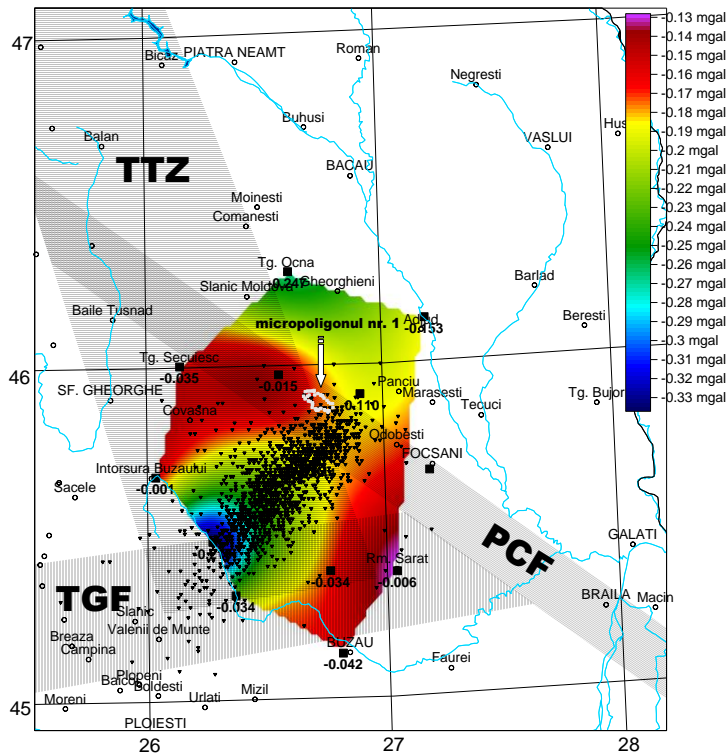 47
Bicaz
PIATRA NEAMT
Roman
Negresti
Balan
Buhusi
VASLUI
Hus
TTZ
BACAU
Moinesti
Comanesti
Tg. Ocna
-0.247
Slanic Moldova
Gheorghieni
Barlad
Baile Tusnad
micropoligonul nr. 1
Adjud
-0.153
Beresti
46
Tg. Secuiesc
-0.035
-0.015
SF. GHEORGHE
Panciu
-0.110
Marasesti
Tg. Bujor
Covasna
Tecuci
Odobesti
FOCSANI
Intorsura Buzaului
-0.001
Sacele
GALATI
PCF
Rm. Sarat
-0.034
-0.006
TGF
-0.034
BRAILA
Macin
Slanic
Valenii de Munte
Breaza
Campina
BUZAU
-0.042
Faurei
Plopeni
Baicoi
Boldesti
Mizil
Urlati
Moreni
45
PLOIESTI
26
27
28
-0.13 mgal
-0.14 mgal
-0.15 mgal
-0.16 mgal
-0.17 mgal
-0.18 mgal
-0.19 mgal
-0.2 mgal
-0.21 mgal
-0.22 mgal
-0.23 mgal
-0.24 mgal
-0.25 mgal
-0.26 mgal
-0.27 mgal
-0.28 mgal
-0.29 mgal
-0.3 mgal
-0.31 mgal
-0.32 mgal
-0.33 mgal